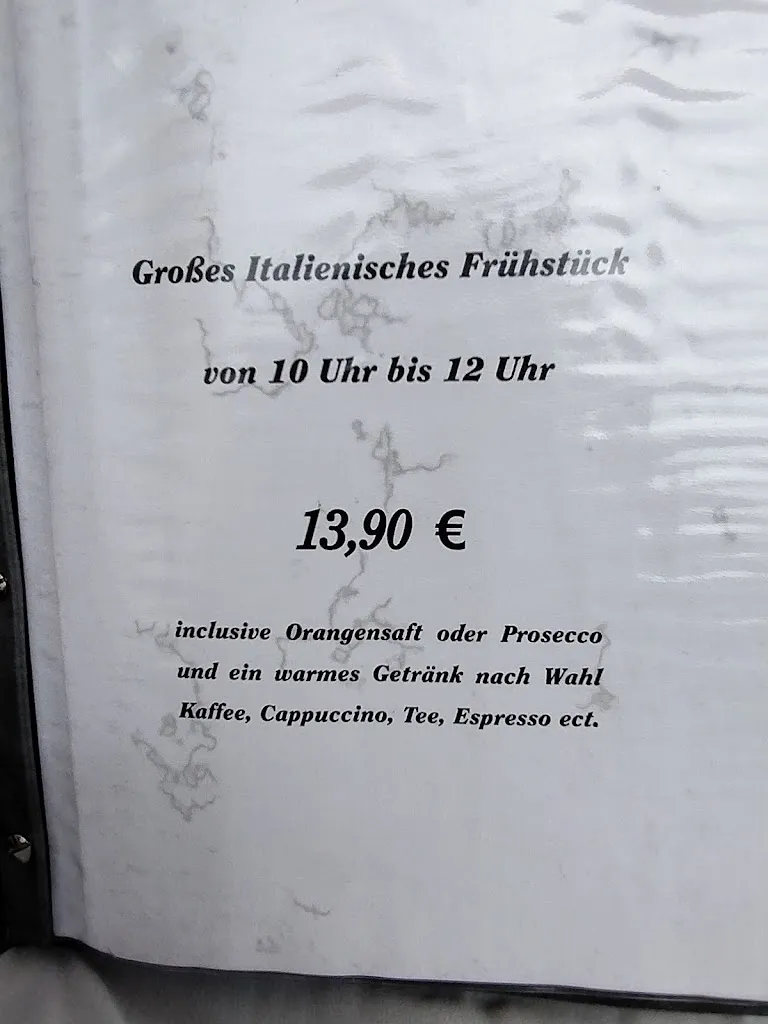 Großes Italienisches Frühstück
von 10 Uhr bis 12 Uhr
13,90 €
inclusive Orangensaft oder Prosecco
und ein warmes Getränk nach Wahl
Kaffee, Cappuccino, Tee, Espresso ect.